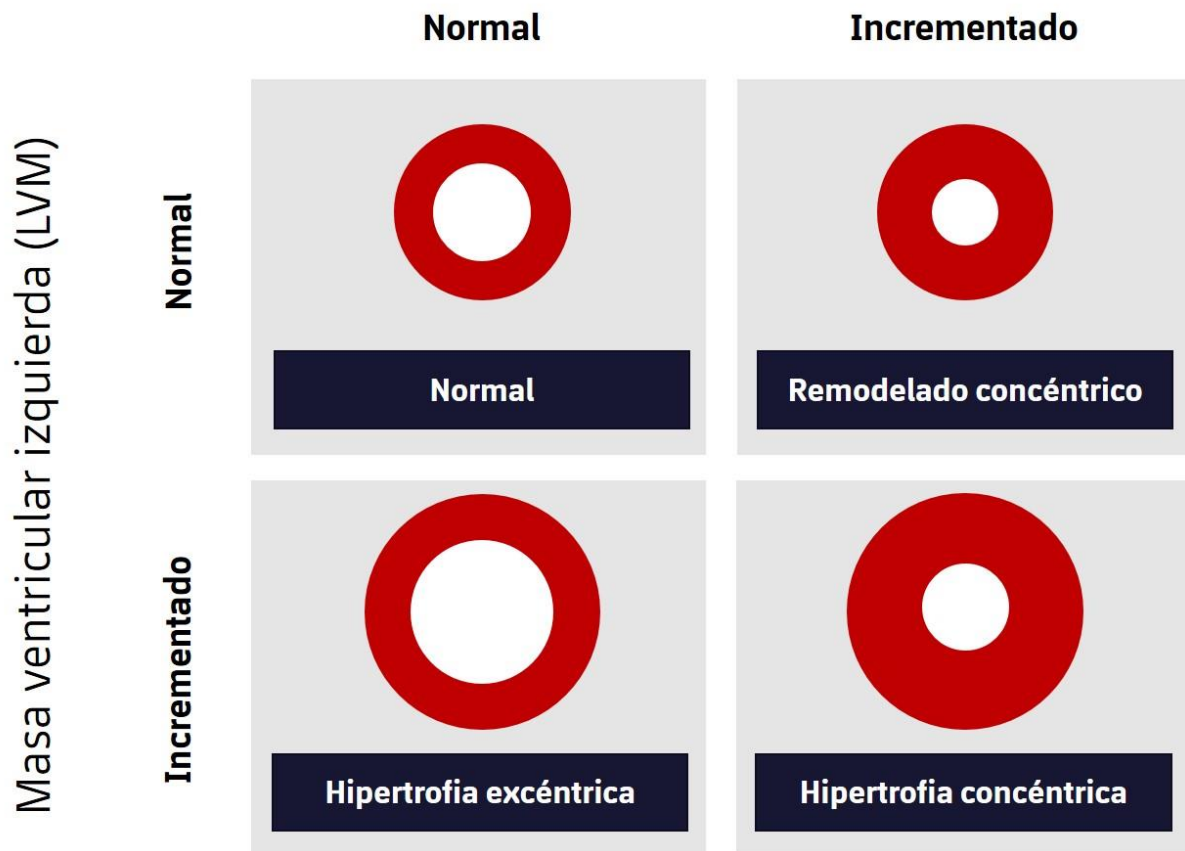 Normal Incrementado
Masa ventricular izquierda (LVM)
Normal
Normal
Remodelado concéntrico
Incrementado
Hipertrofia excéntrica
Hipertrofia concéntrica